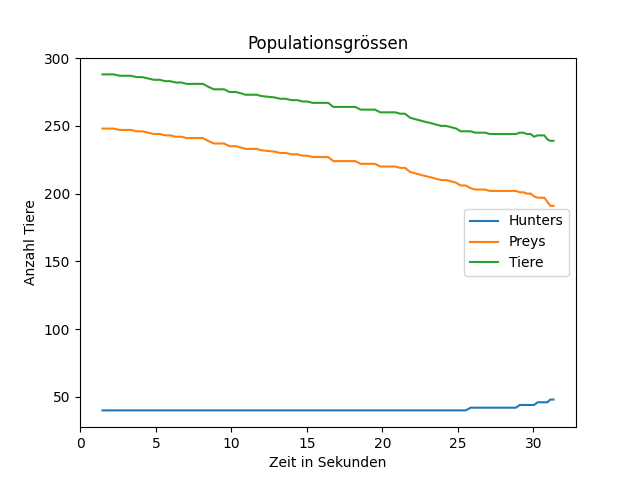 Populationsgrössen
300
250
200
150
100
50
Anzahl Tiere
Hunters
Preys
Tiere
0 5 10 15 20 25 30
Zeit in Sekunden